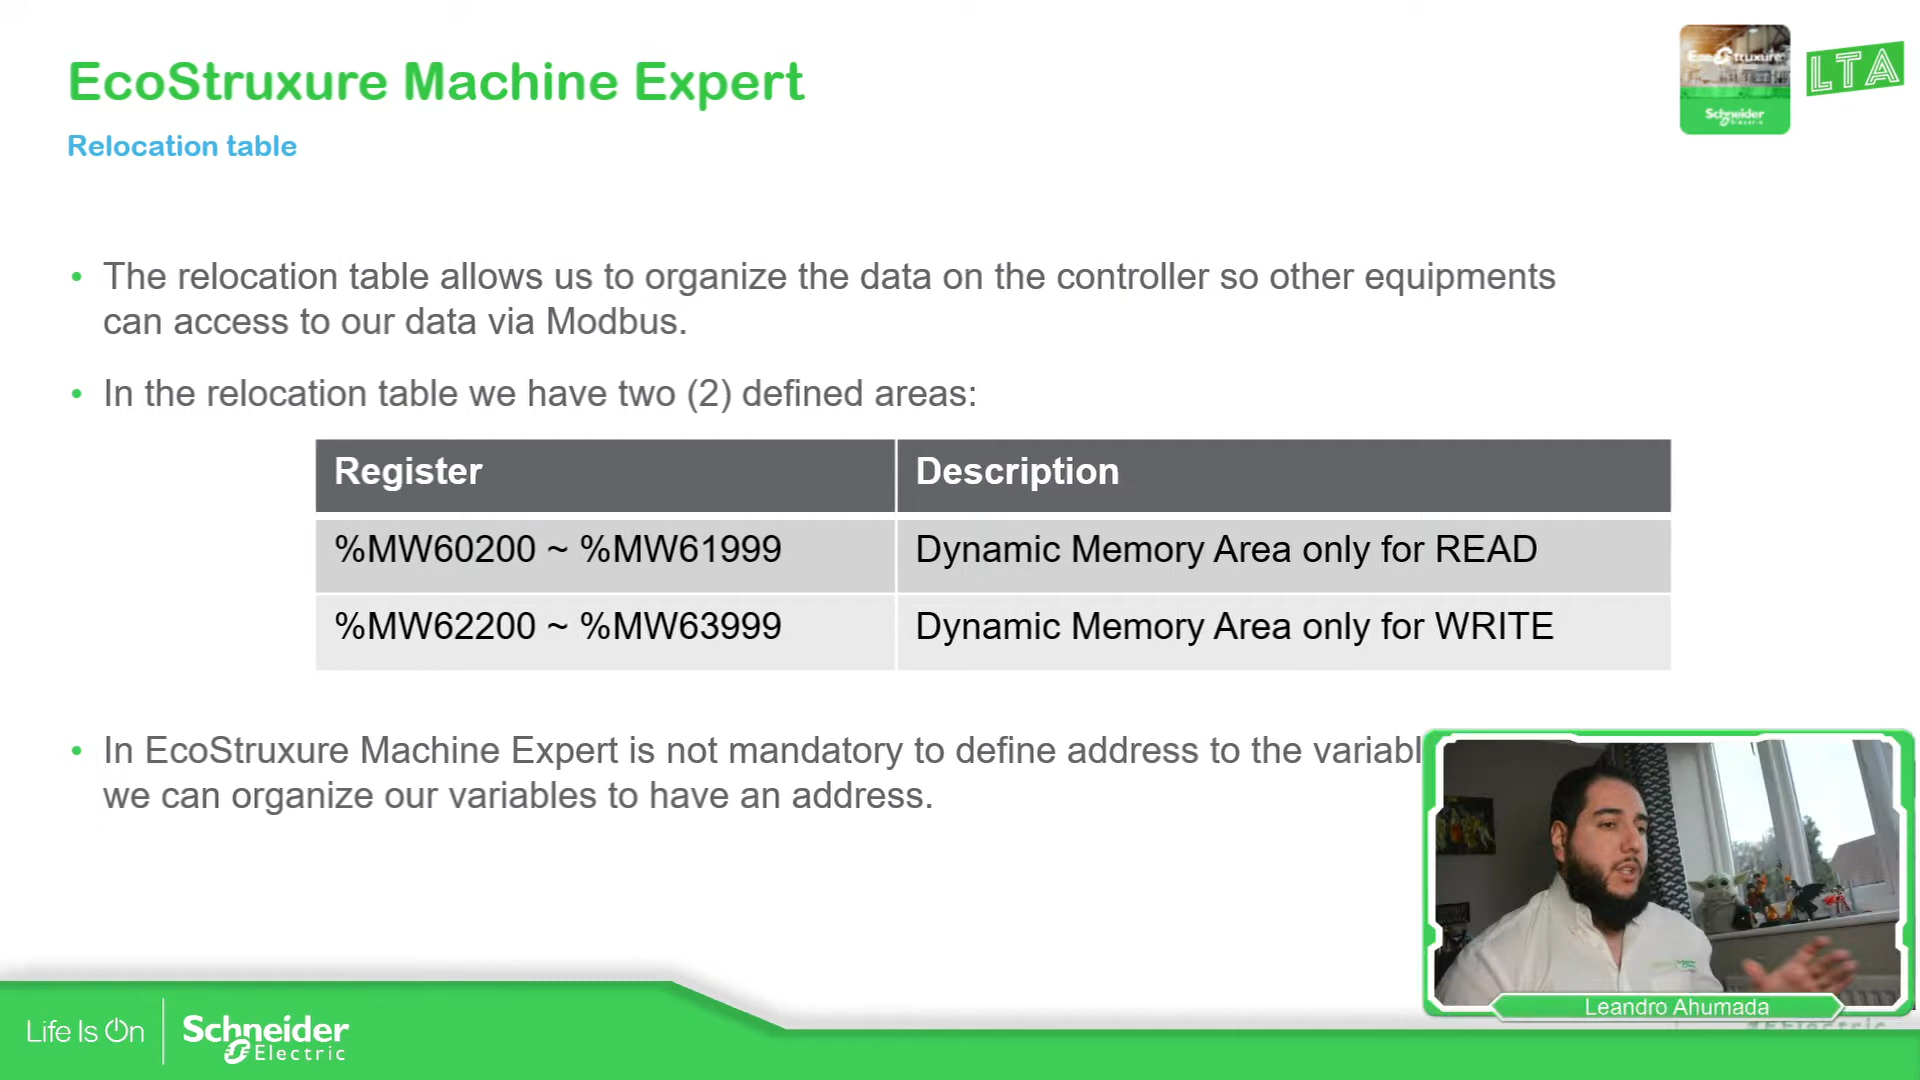 EcoStruxure Machine Expert
Relocation table
EcoStruxure
Schneider
Electric
LTA
• The relocation table allows us to organize the data on the controller so other equipments
can access to our data via Modbus.
• In the relocation table we have two (2) defined areas:
Register Description
%MW60200 ~ %MW61999 Dynamic Memory Area only for READ
%MW62200 ~ %MW63999 Dynamic Memory Area only for WRITE
• In EcoStruxure Machine Expert is not mandatory to define address to the
we can organize our variables to have an address.
Leandro Ahumada
Life Is On
Schneider
Electric